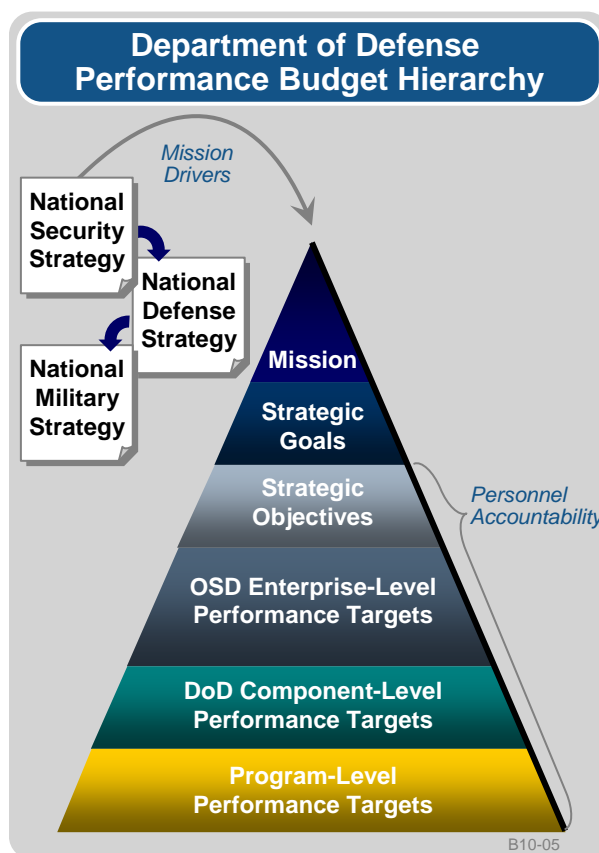 Department of Defense
Performance Budget Hierarchy
Mission
Drivers
National
Security
Strategy
National
Defense
Strategy
National
Military
Strategy
Mission
Strategic
Goals
Strategic
Objectives
Personnel
Accountability
OSD Enterprise-Level
Performance Targets
DoD Component-Level
Performance Targets
Program-Level
Performance Targets
B10-05